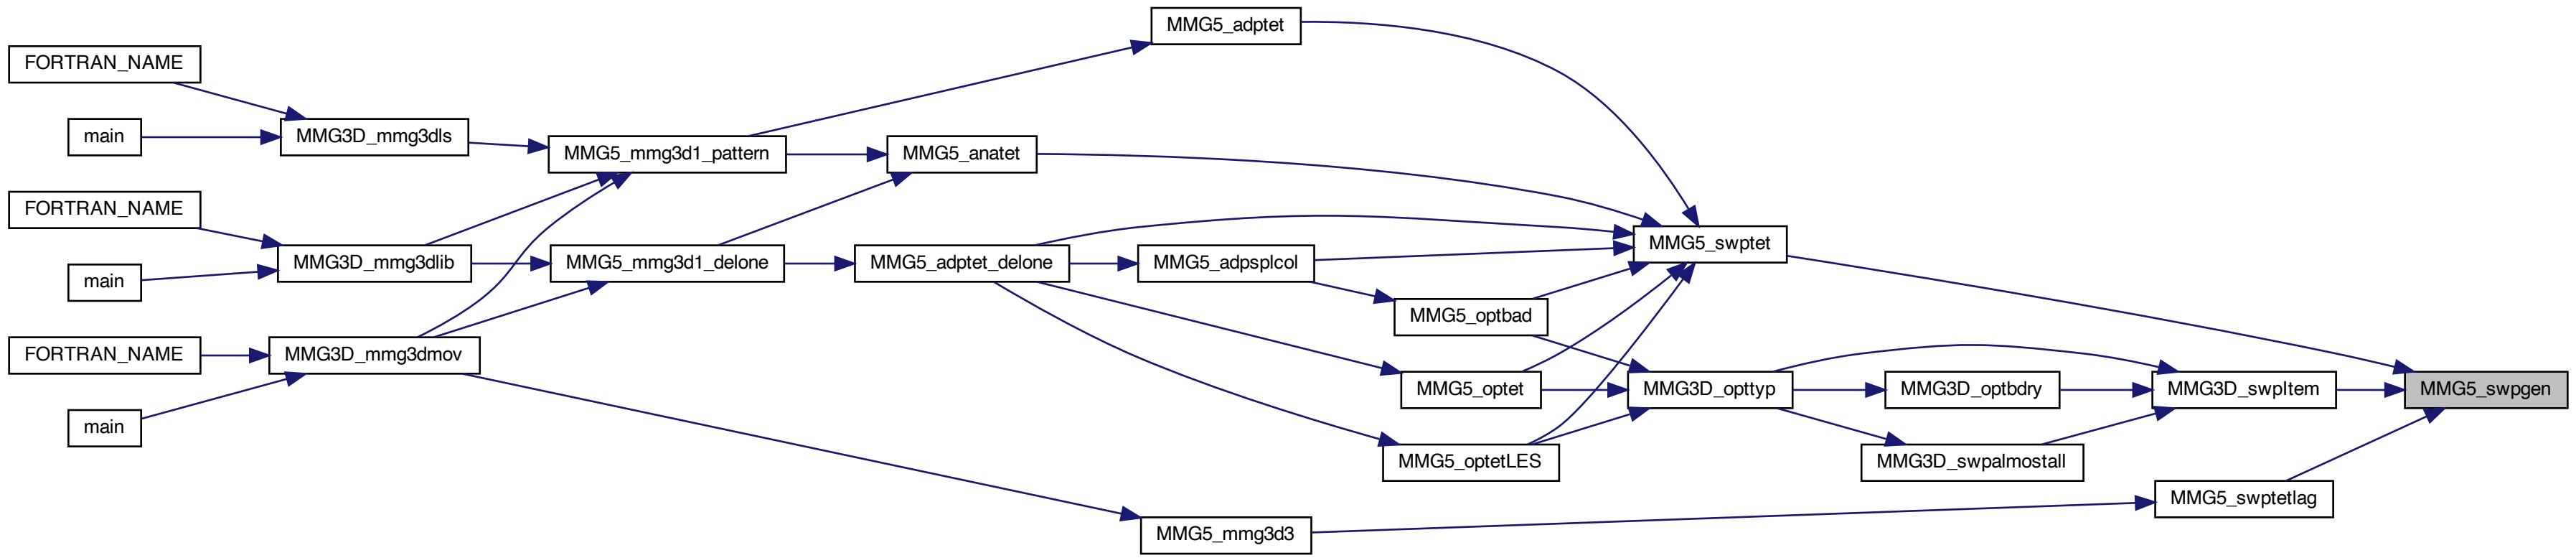 MMG5_adptet
FORTRAN_NAME
main
MMG3D_mmg3dls
MMG5_mmg3d1_pattern
MMG5_anatet
FORTRAN_NAME
main
MMG3D_mmg3dlib
MMG5_mmg3d1_delone
MMG5_adptet_delone
MMG5_adpsplcol
MMG5_swptet
MMG5_optbad
FORTRAN_NAME
main
MMG3D_mmg3dmov
MMG5_optet
MMG3D_opttyp
MMG3D_optbdry
MMG3D_swpItem
MMG5_swpgen
MMG5_optetLES
MMG3D_swpalmostall
MMG5_swptetlag
MMG5_mmg3d3